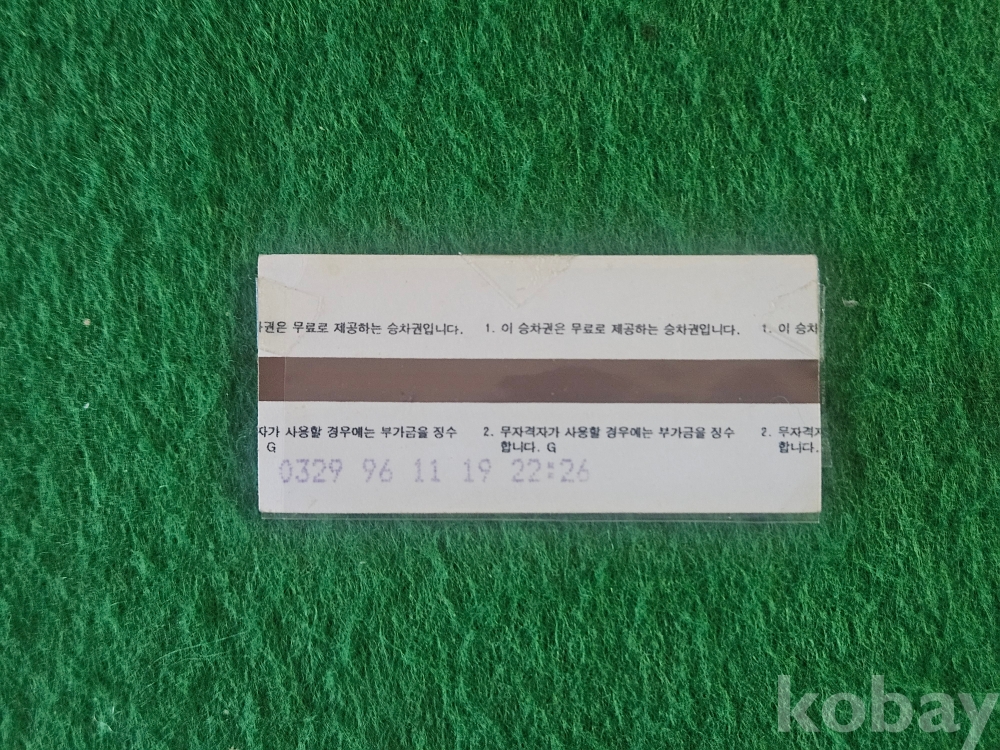 차권은 무료로 제공하는 승차권입니다. 1. 이 승차권은 무료로 제공하는 승차권입니다. 1. 이 승차
자가 사용할 경우에는 부가금을 징수 2. 무자격자가 사용할 경우에는 부가금을 징수 2. 무자격자
G 합니다. G 합니다.
0329 96 11 19 22:26
kobay